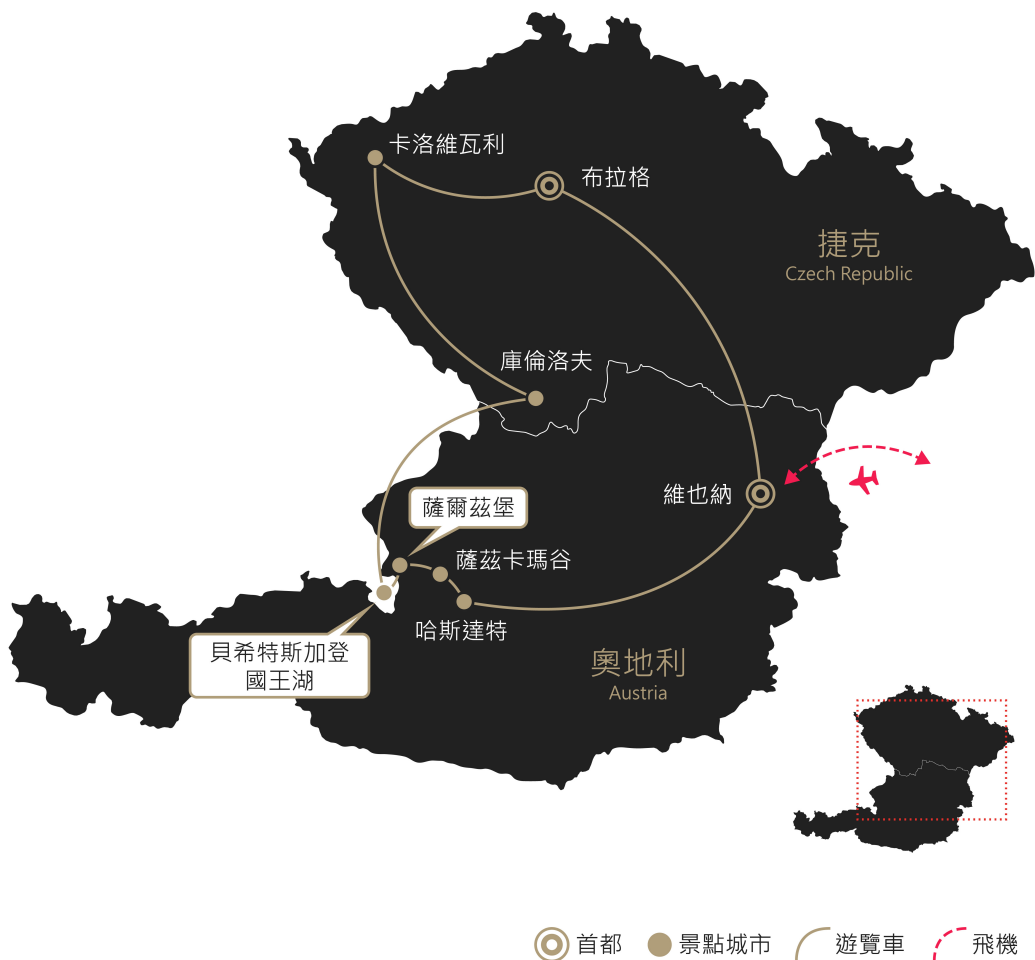 卡洛維瓦利
布拉格
捷克
Czech Republic
庫倫洛夫
維也納
薩爾茲堡
薩茲卡瑪谷
哈斯達特
貝希特斯加登
國王湖
奧地利
Austria
首都
景點城市
遊覽車
飛機